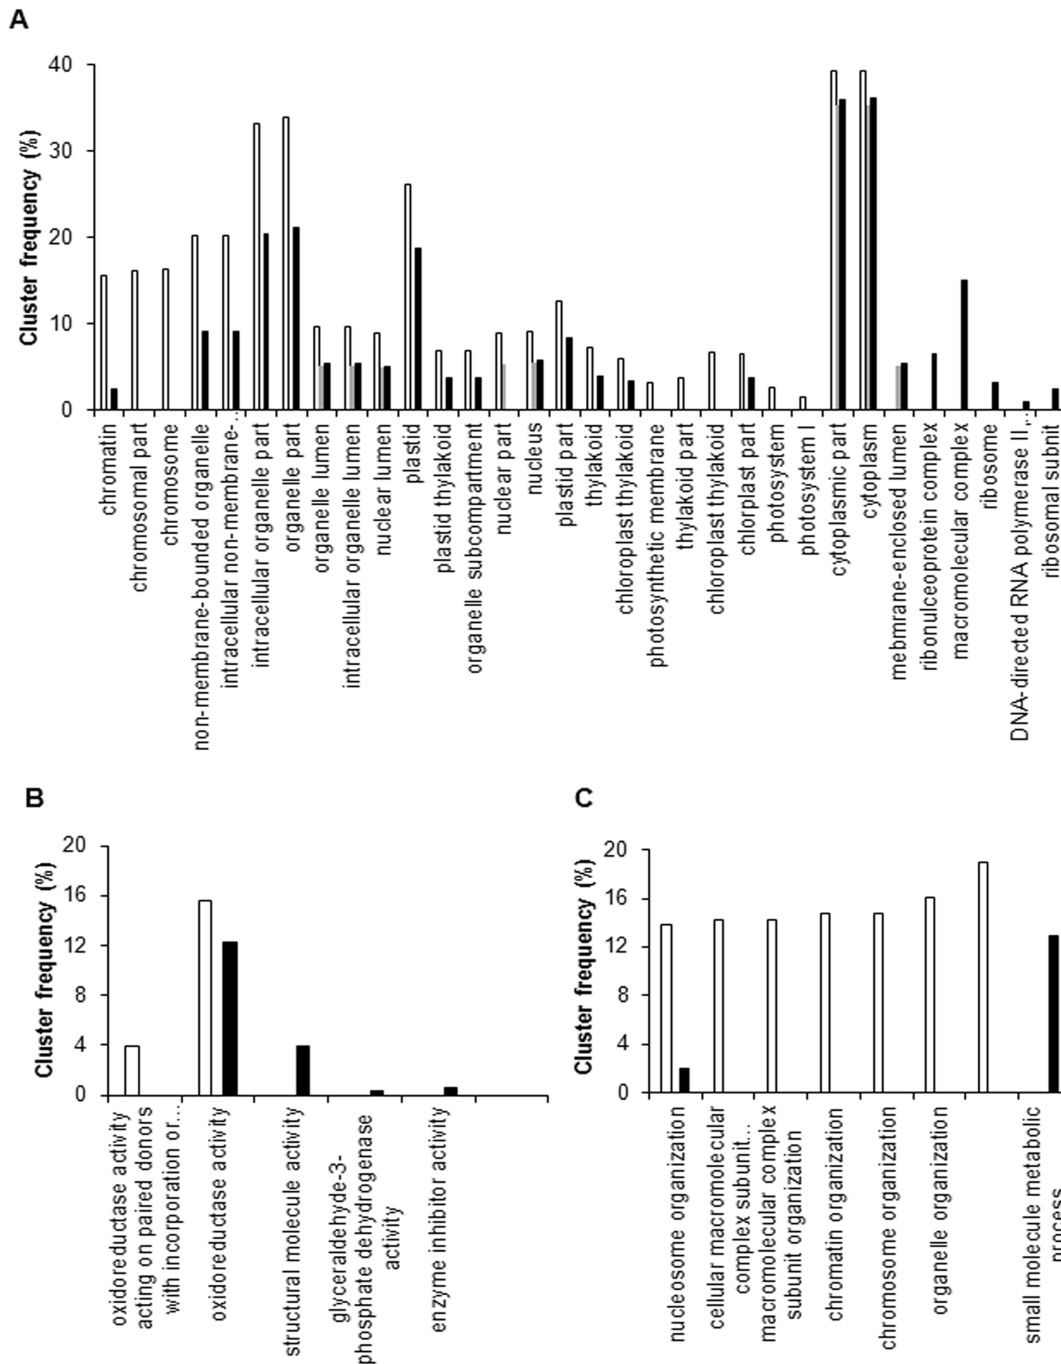 A
Cluster frequency (%)
40
30
20
10
0
chromatin
chromosomal part
chromosome
non-membrane-bounded organelle
intracellular non-membrane-...
intracellular organelle part
organelle part
organelle lumen
intracellular organelle lumen
nuclear lumen
plastid
plastid thylakoid
organelle subcompartment
nuclear part
nucleus
plastid part
thylakoid
chloroplast thylakoid
photosynthetic membrane
thylakoid part
chloroplast thylakoid
chlorplast part
photosystem
photosystem I
cytoplasmic part
cytoplasm
mebmrane-enclosed lumen
ribonulceoprotein complex
macromolecular complex
ribosome
DNA-directed RNA polymerase II,...
ribosomal subunit
B
Cluster frequency (%)
20
16
12
8
4
0
oxidoreductase activity
acting on paired donors
with incorporation or...
oxidoreductase activity
structural molecule activity
glyceraldehyde-3-
phosphate dehydrogenase
activity
enzyme inhibitor activity
C
Cluster frequency (%)
20
16
12
8
4
0
nucleosome organization
cellular macromolecular
complex subunit...
macromolecular complex
subunit organization
chromatin organization
chromosome organization
organelle organization
small molecule metabolic
process